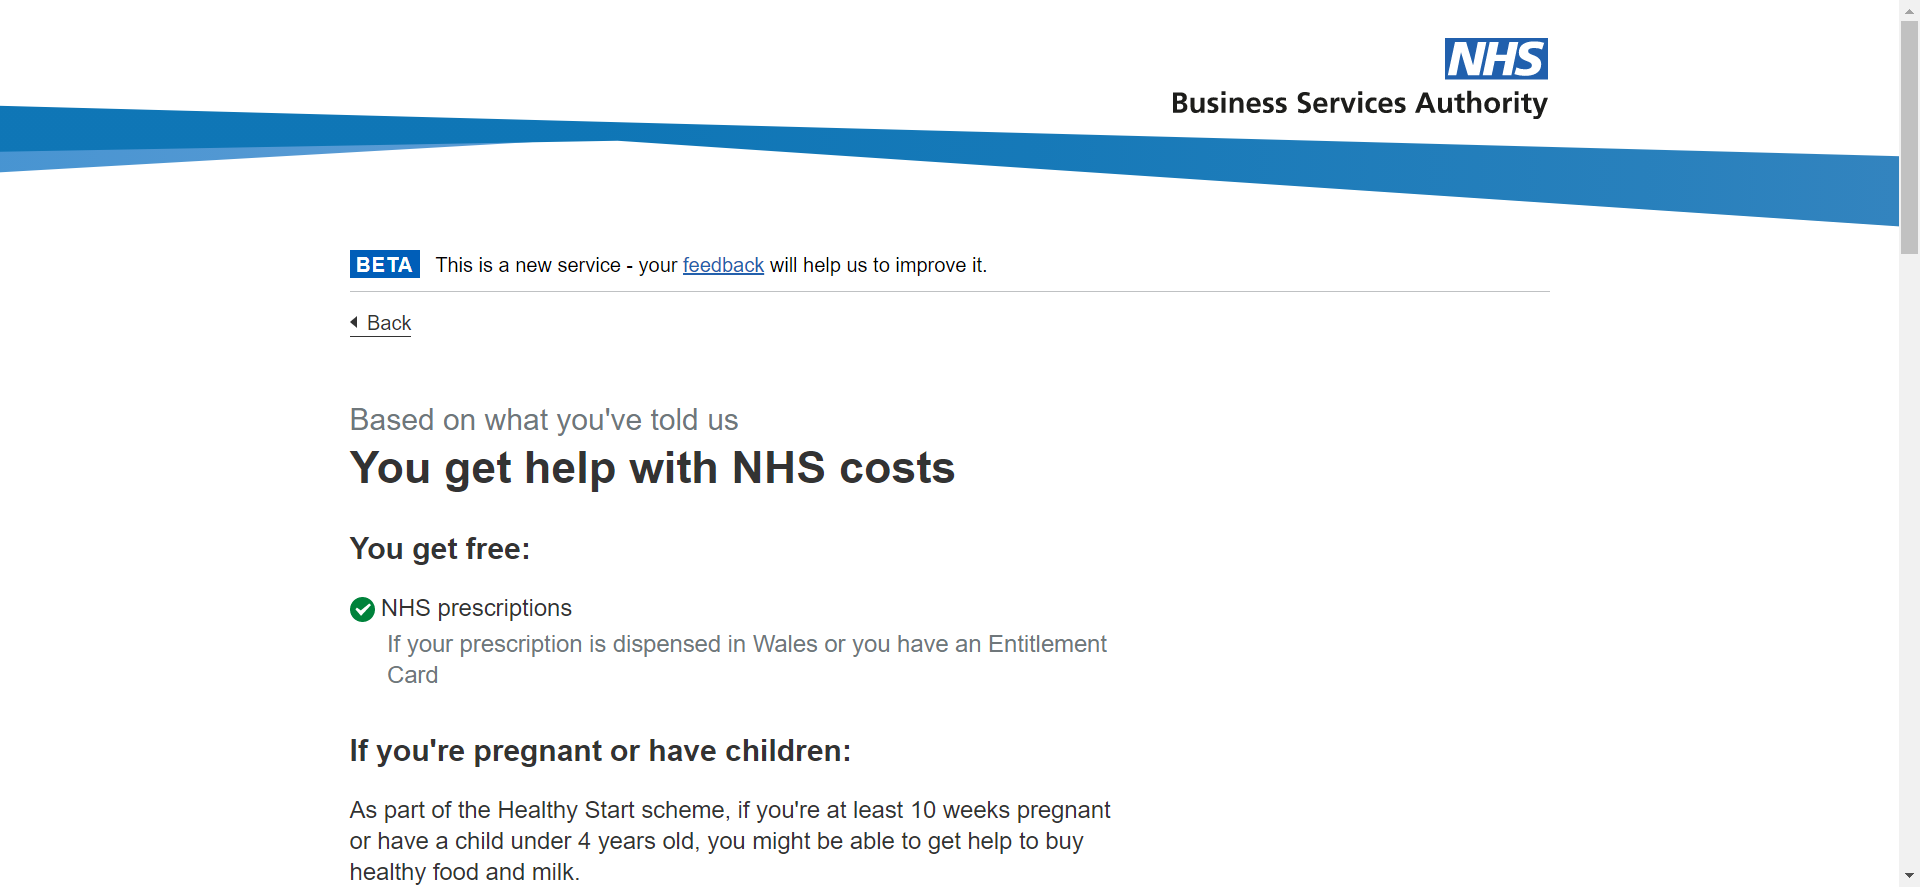 NHS
Business Services Authority
BETA This is a new service - your feedback will help us to improve it.
Back
Based on what you've told us
You get help with NHS costs
You get free:
NHS prescriptions
If your prescription is dispensed in Wales or you have an Entitlement
Card
If you're pregnant or have children:
As part of the Healthy Start scheme, if you're at least 10 weeks pregnant
or have a child under 4 years old, you might be able to get help to buy
healthy food and milk.